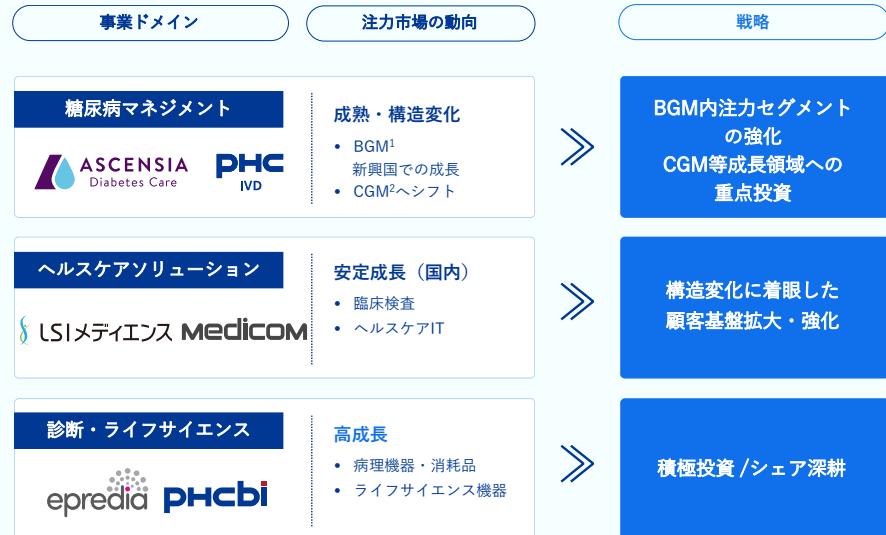 事業ドメイン
注力市場の動向
戦略
糖尿病マネジメント
ASCENSIA
Diabetes Care
PHC
IVD
成熟・構造変化
• BGM¹
新興国での成長
• CGM²へシフト
BGM内注力セグメント
の強化
CGM等成長領域への
重点投資
ヘルスケアソリューション
LSIメディエンス
medicom
安定成長（国内）
• 臨床検査
• ヘルスケアIT
構造変化に着眼した
顧客基盤拡大・強化
診断・ライフサイエンス
epredia
PHCbi
高成長
• 病理機器・消耗品
• ライフサイエンス機器
積極投資 /シェア深耕